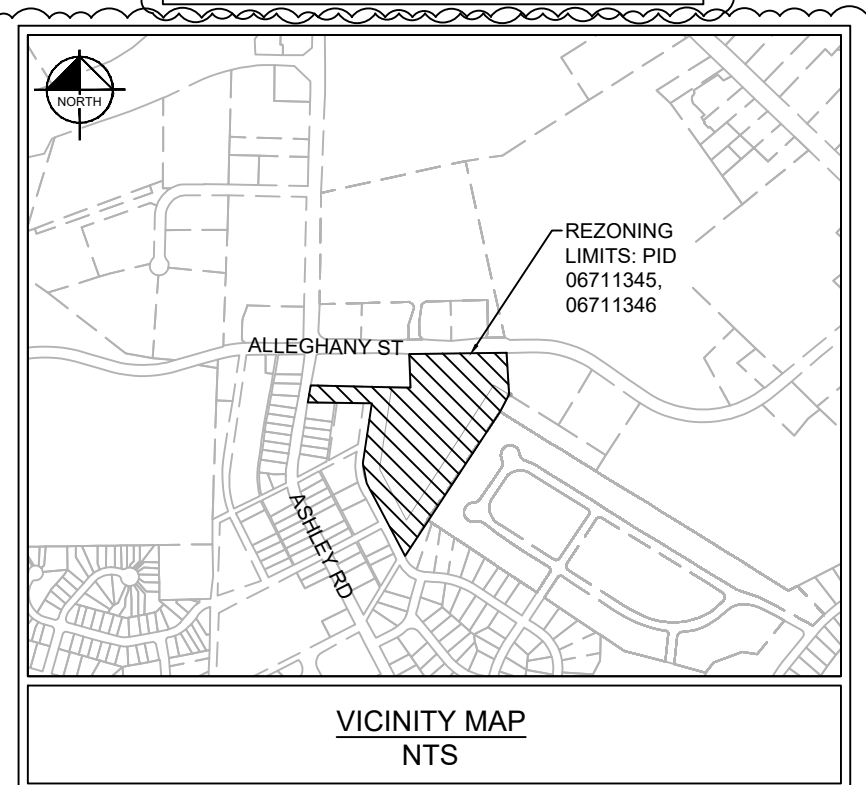 NORTH
REZONING
LIMITS: PID
06711345,
06711346
ALLEGHANY ST
ASHLEY RD
VICINITY MAP
NTS